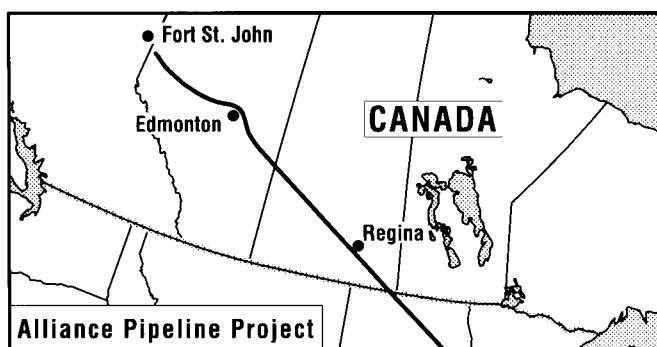 Fort St. John
Edmonton
CANADA
Regina
Alliance Pipeline Project